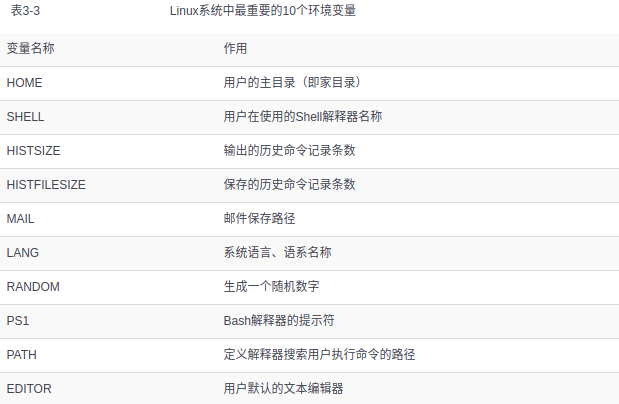 表3-3 Linux系统中最重要的10个环境变量
变量名称 作用
HOME 用户的主目录（即家目录）
SHELL 用户在使用的Shell解释器名称
HISTSIZE 输出的历史命令记录条数
HISTFILESIZE 保存的历史命令记录条数
MAIL 邮件保存路径
LANG 系统语言、语系名称
RANDOM 生成一个随机数字
PS1 Bash解释器的提示符
PATH 定义解释器搜索用户执行命令的路径
EDITOR 用户默认的文本编辑器